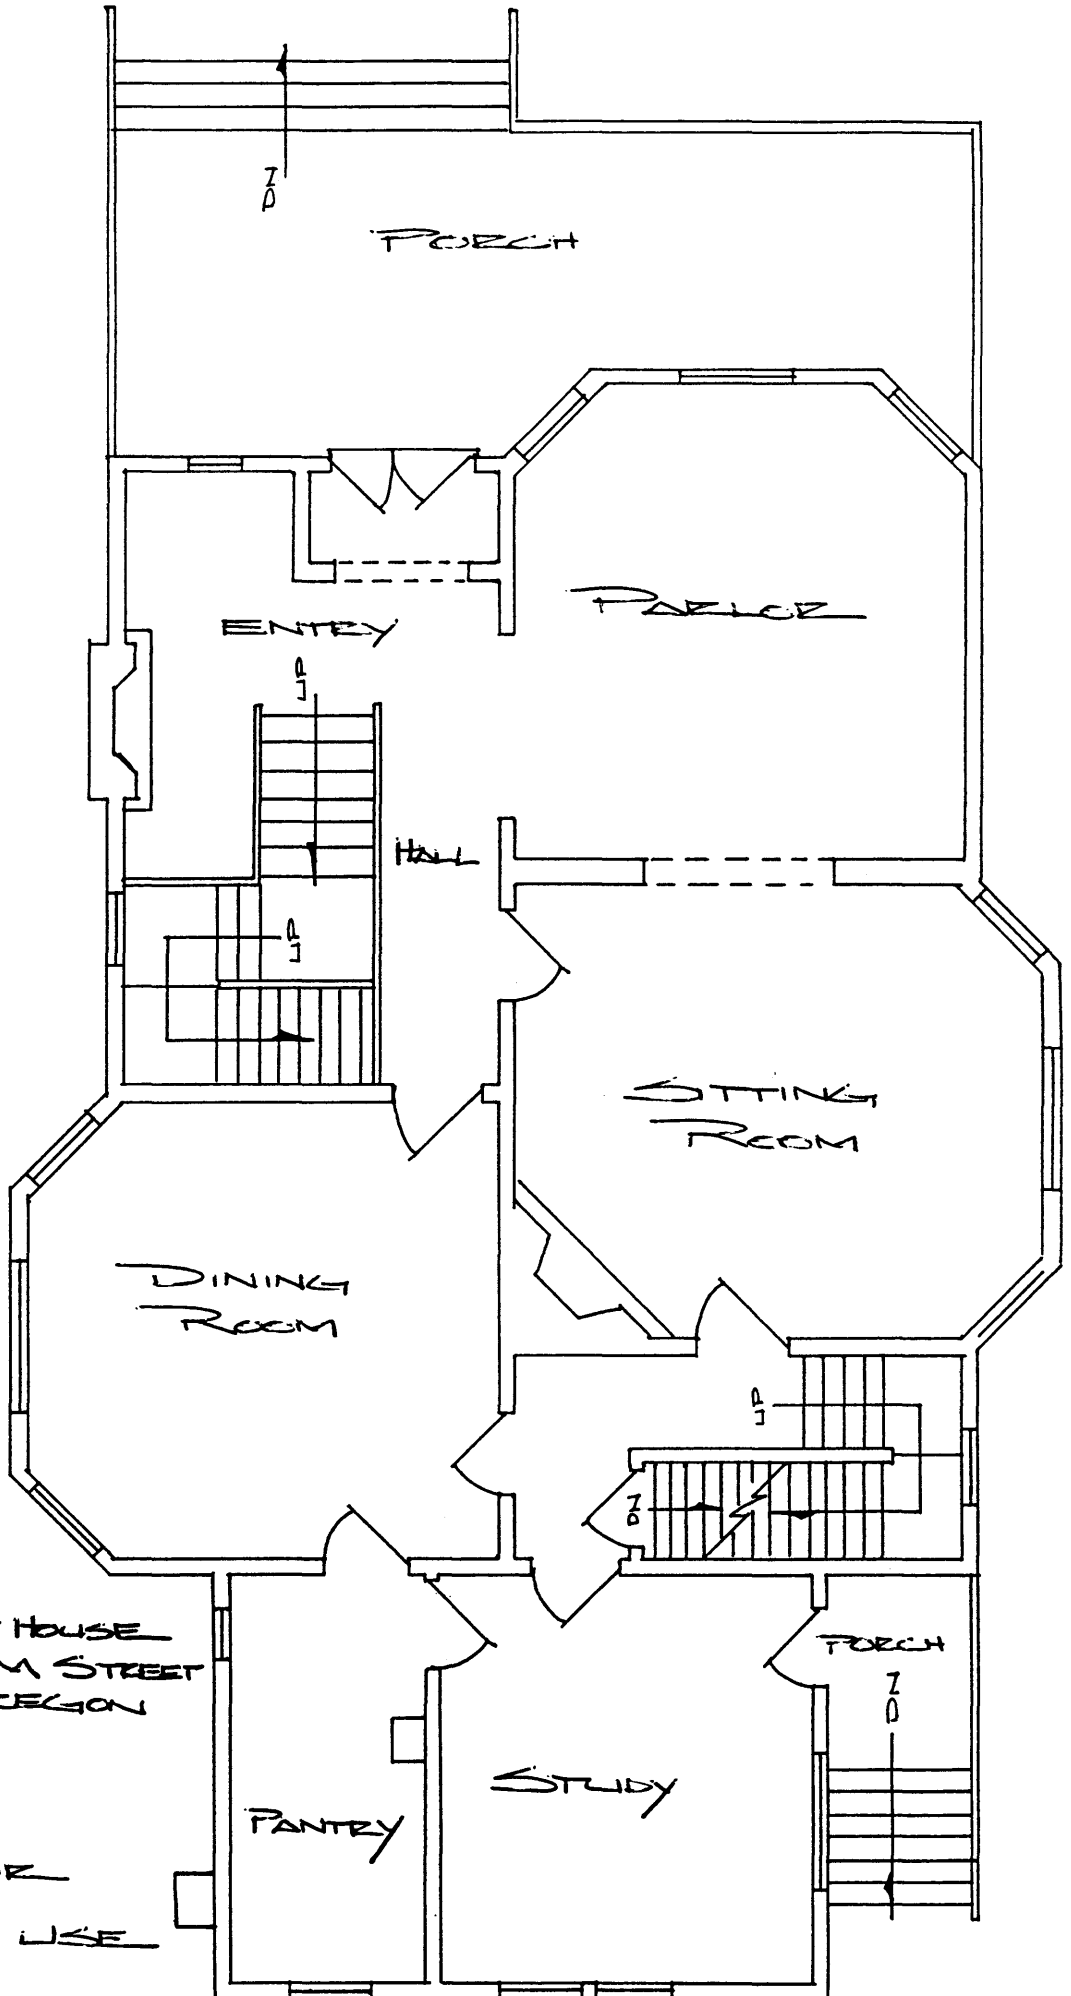 DN
PORCH
PARLOR
ENTRY
UP
HALL
UP
SITTING
ROOM
DINING
ROOM
UP
DN
HOUSE
STREET
PORCH
DN
STUDY
PANTRY
USE